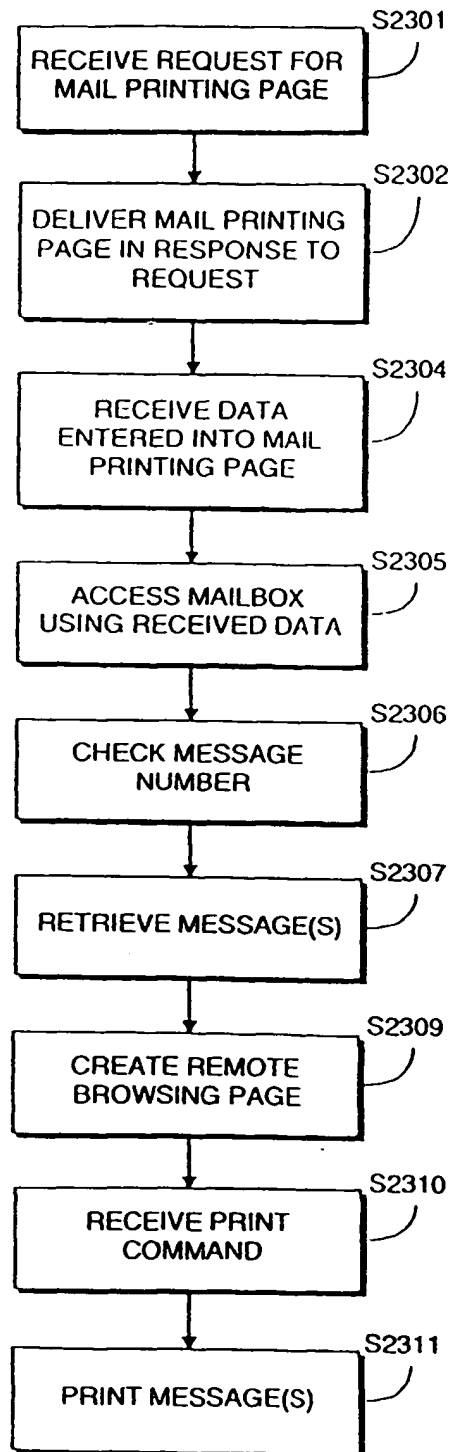 S2301
RECEIVE REQUEST FOR
MAIL PRINTING PAGE
S2302
DELIVER MAIL PRINTING
PAGE IN RESPONSE TO
REQUEST
S2304
RECEIVE DATA
ENTERED INTO MAIL
PRINTING PAGE
S2305
ACCESS MAILBOX
USING RECEIVED DATA
S2306
CHECK MESSAGE
NUMBER
S2307
RETRIEVE MESSAGE(S)
S2309
CREATE REMOTE
BROWSING PAGE
S2310
RECEIVE PRINT
COMMAND
S2311
PRINT MESSAGE(S)